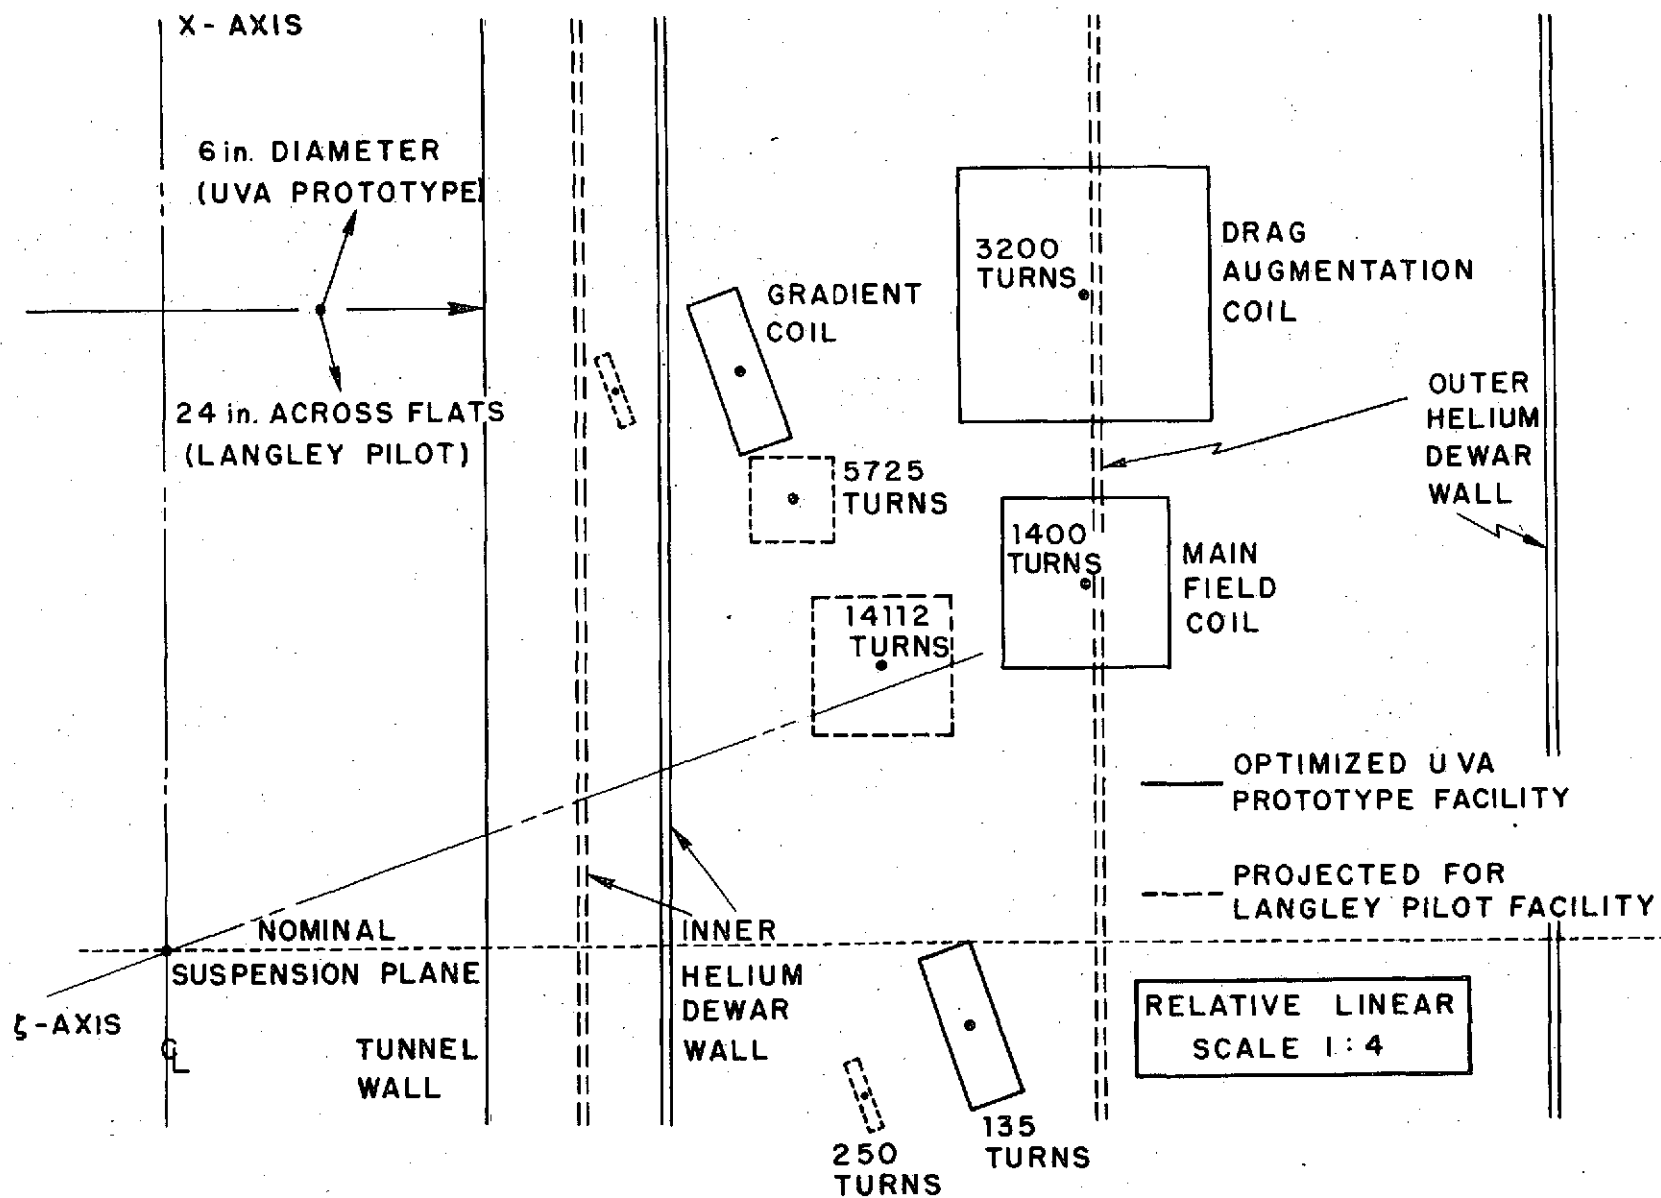 X- AXIS
6 in. DIAMETER
(UVA PROTOTYPE)
24 in. ACROSS FLATS
(LANGLEY PILOT)
GRADIENT
COIL
3200
TURNS
DRAG
AUGMENTATION
COIL
5725
TURNS
OUTER
HELIUM
DEWAR
WALL
1400
TURNS
MAIN
FIELD
COIL
14112
TURNS
OPTIMIZED UVA
PROTOTYPE FACILITY
PROJECTED FOR
LANGLEY PILOT FACILITY
NOMINAL
SUSPENSION PLANE
INNER
HELIUM
DEWAR
WALL
ζ-AXIS
CL
TUNNEL
WALL
RELATIVE LINEAR
SCALE 1:4
250
TURNS
135
TURNS